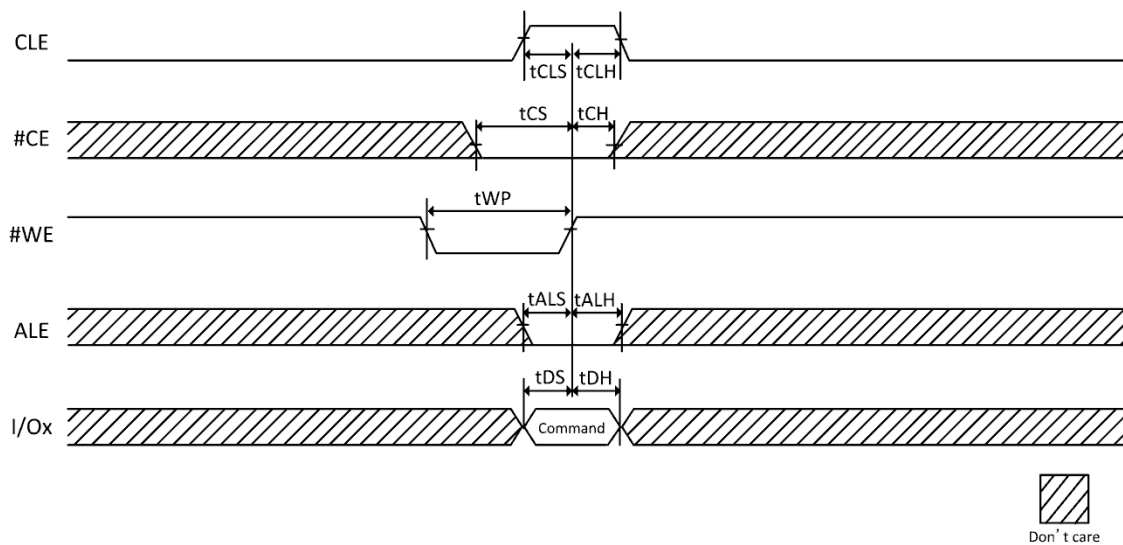 CLE
tCLS tCLH
#CE
tCS tCH
#WE
tWP
ALE
tALS tALH
I/Ox
tDS tDH
Command
Don't care